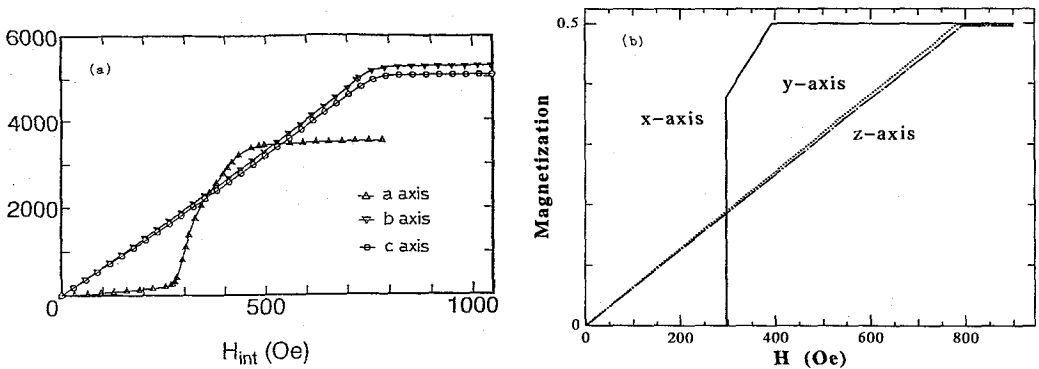 6000
4000
2000
0
(a)
a axis
b axis
c axis
0
500
1000
H_int (Oe)
0.5
0
(b)
x-axis
y-axis
z-axis
Magnetization
0
200
400
600
800
H (Oe)